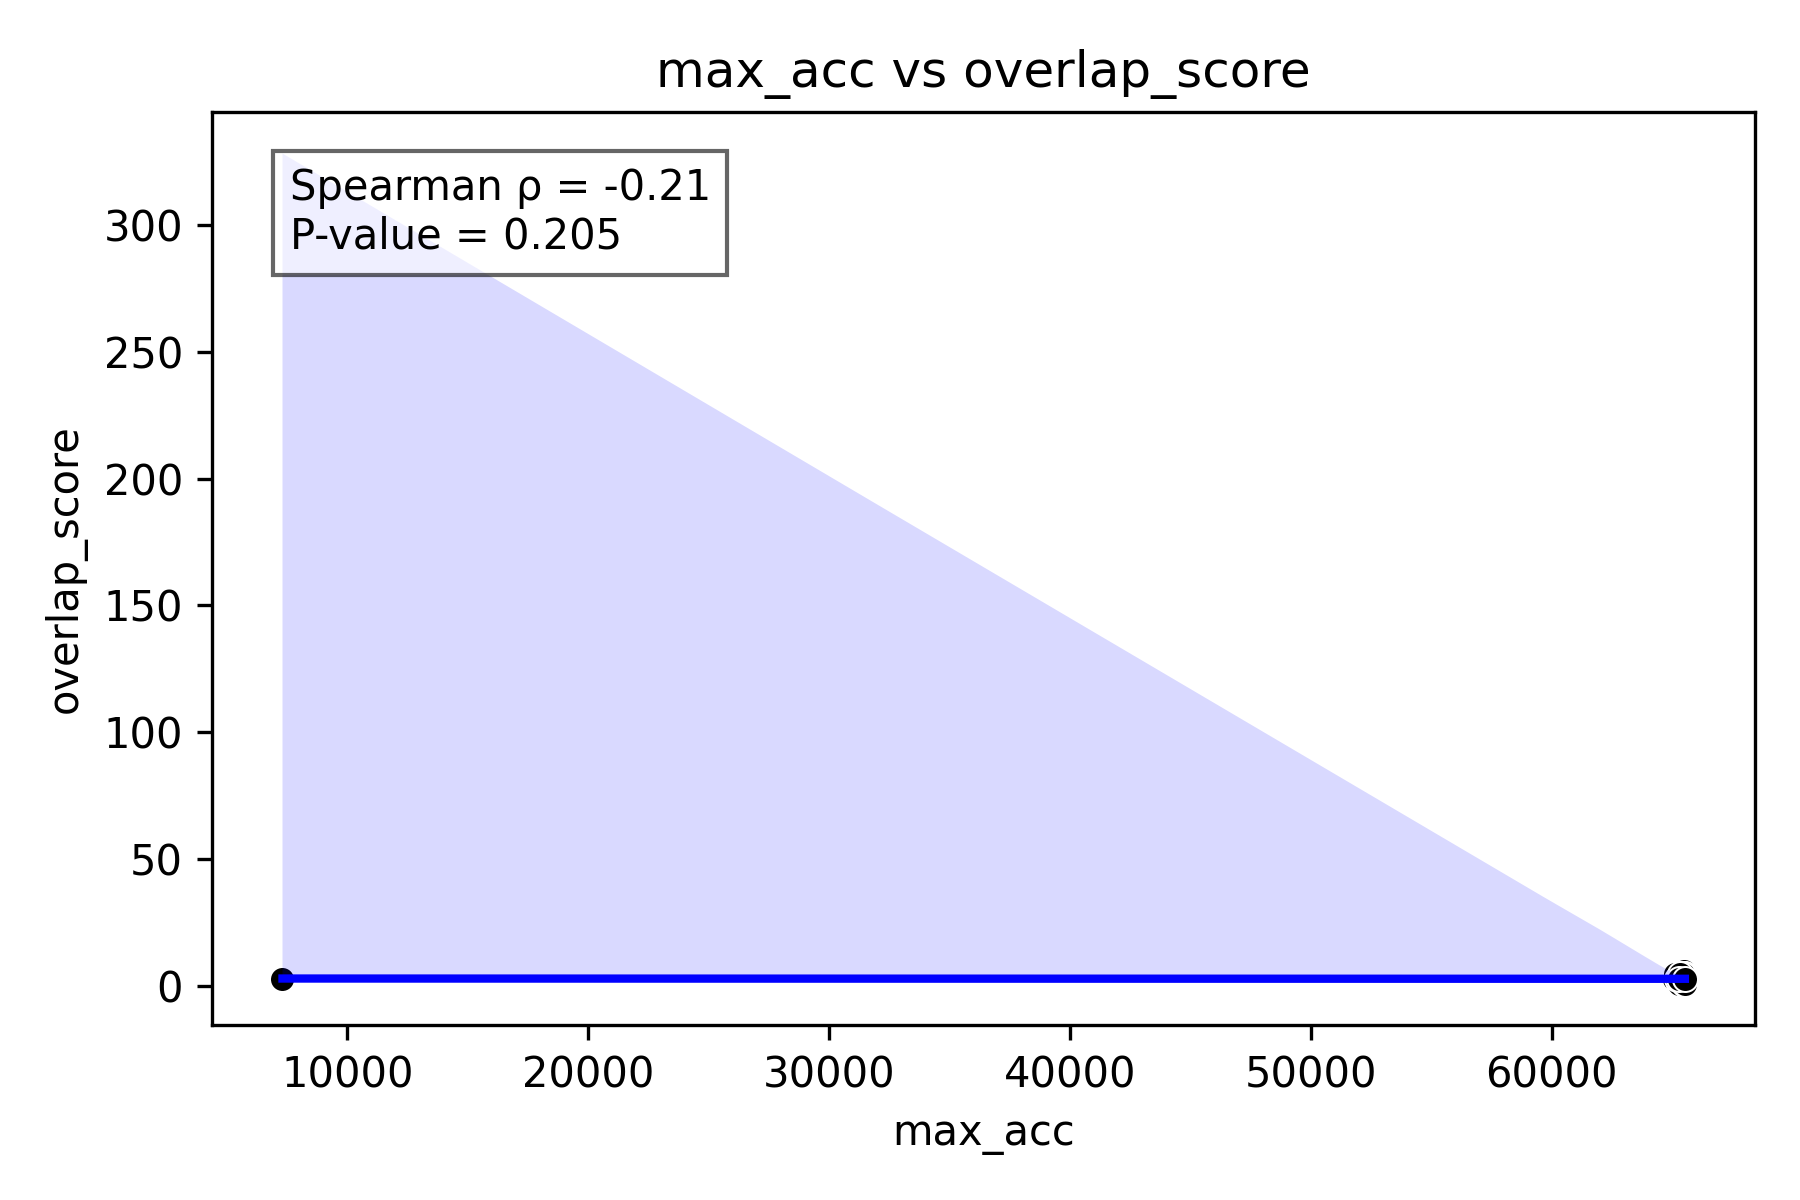 max_acc vs overlap_score
Spearman ρ = -0.21
P-value = 0.205
300
250
200
150
100
50
0
overlap_score
10000 20000 30000 40000 50000 60000
max_acc